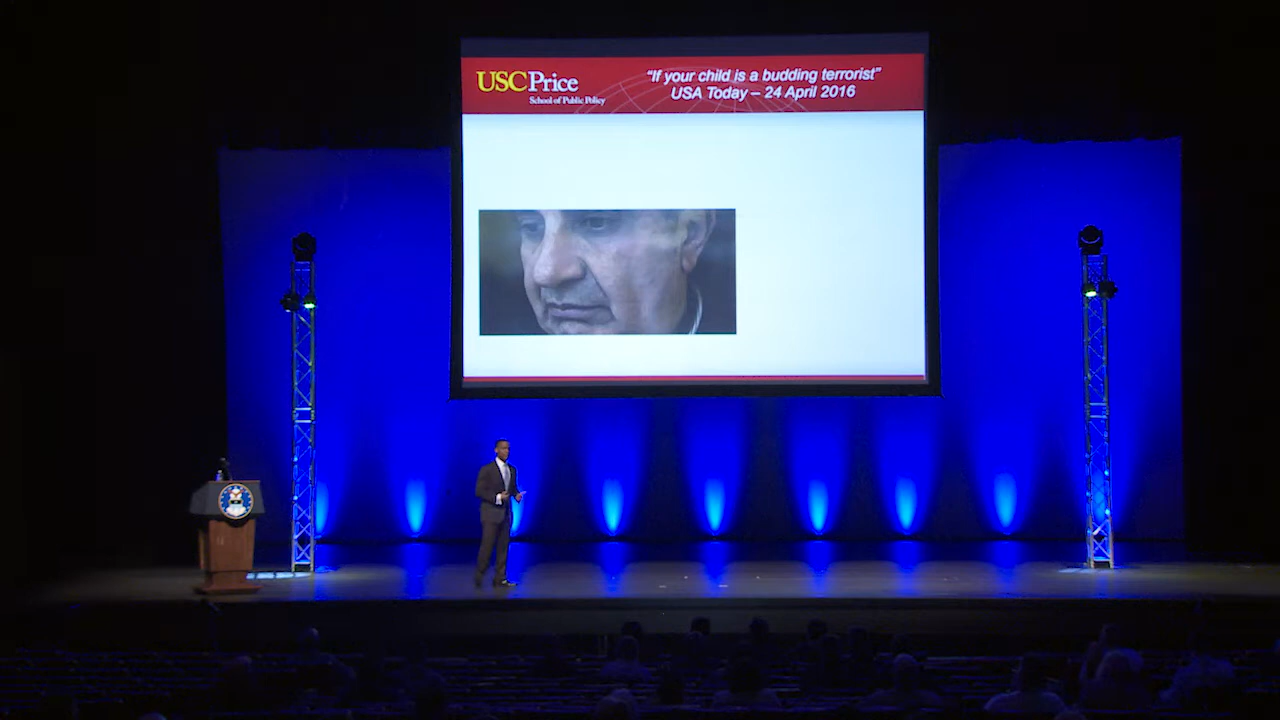 USC Price
School of Public Policy
“If your child is a budding terrorist”
USA Today – 24 April 2016